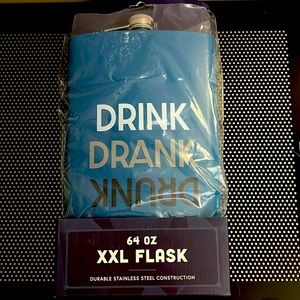 DRINK
DRANK
DRUNK
64 OZ
XXL FLASK
DURABLE STAINLESS STEEL CONSTRUCTION